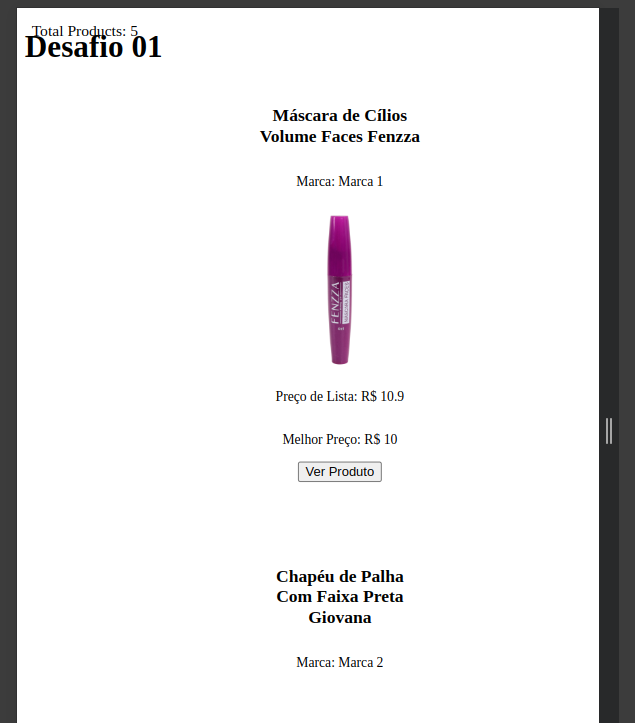 Total Products: 5
Desafio 01
Máscara de Cílios
Volume Faces Fenzza
Marca: Marca 1
FENZZA
Preço de Lista: R$ 10.9
Melhor Preço: R$ 10
Ver Produto
Chapéu de Palha
Com Faixa Preta
Giovana
Marca: Marca 2